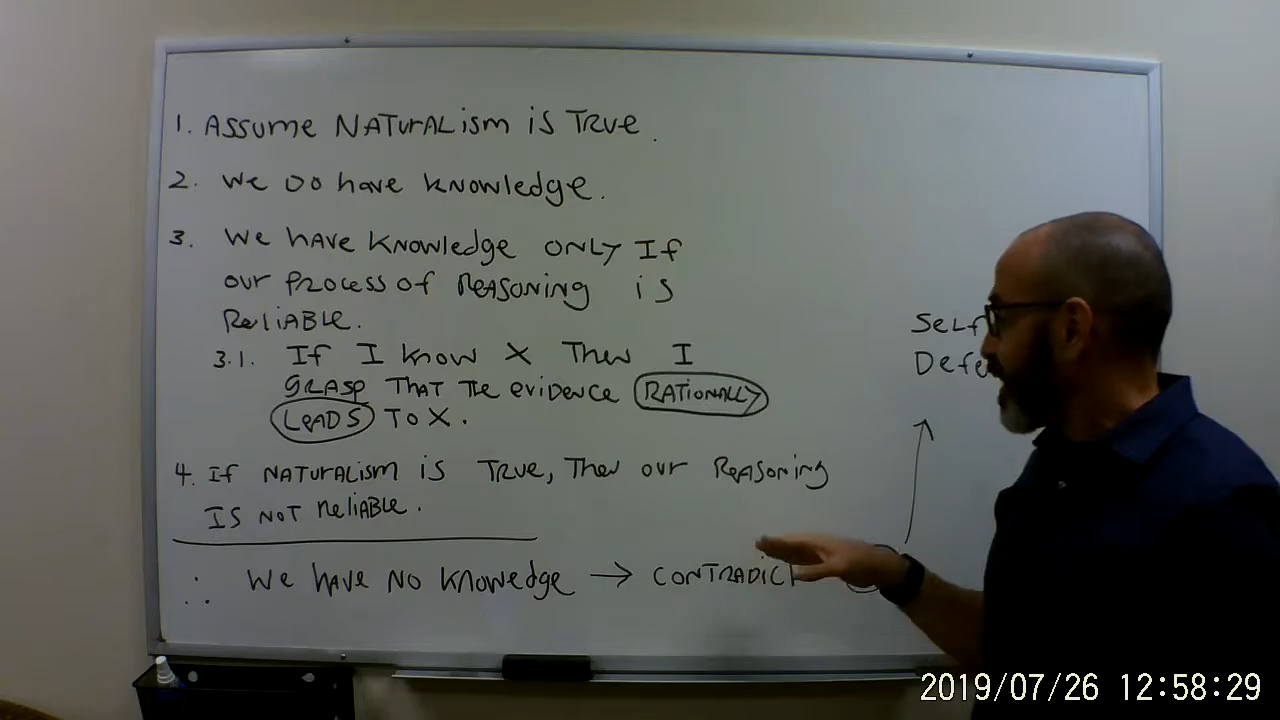 1. ASSUME NATURALISM IS TRUE.
2. WE DO HAVE KNOWLEDGE.
3. WE HAVE KNOWLEDGE ONLY IF
OUR PROCESS OF REASONING IS
RELIABLE.
3.1. IF I KNOW X THEN I
GRASP THAT THE EVIDENCE RATIONALLY
LEADS TO X.
4. IF NATURALISM IS TRUE, THEN OUR REASONING
IS NOT RELIABLE.
∴ WE HAVE NO KNOWEDGE → CONTRADICT
SELF
DEFE
2019/07/26 12:58:29